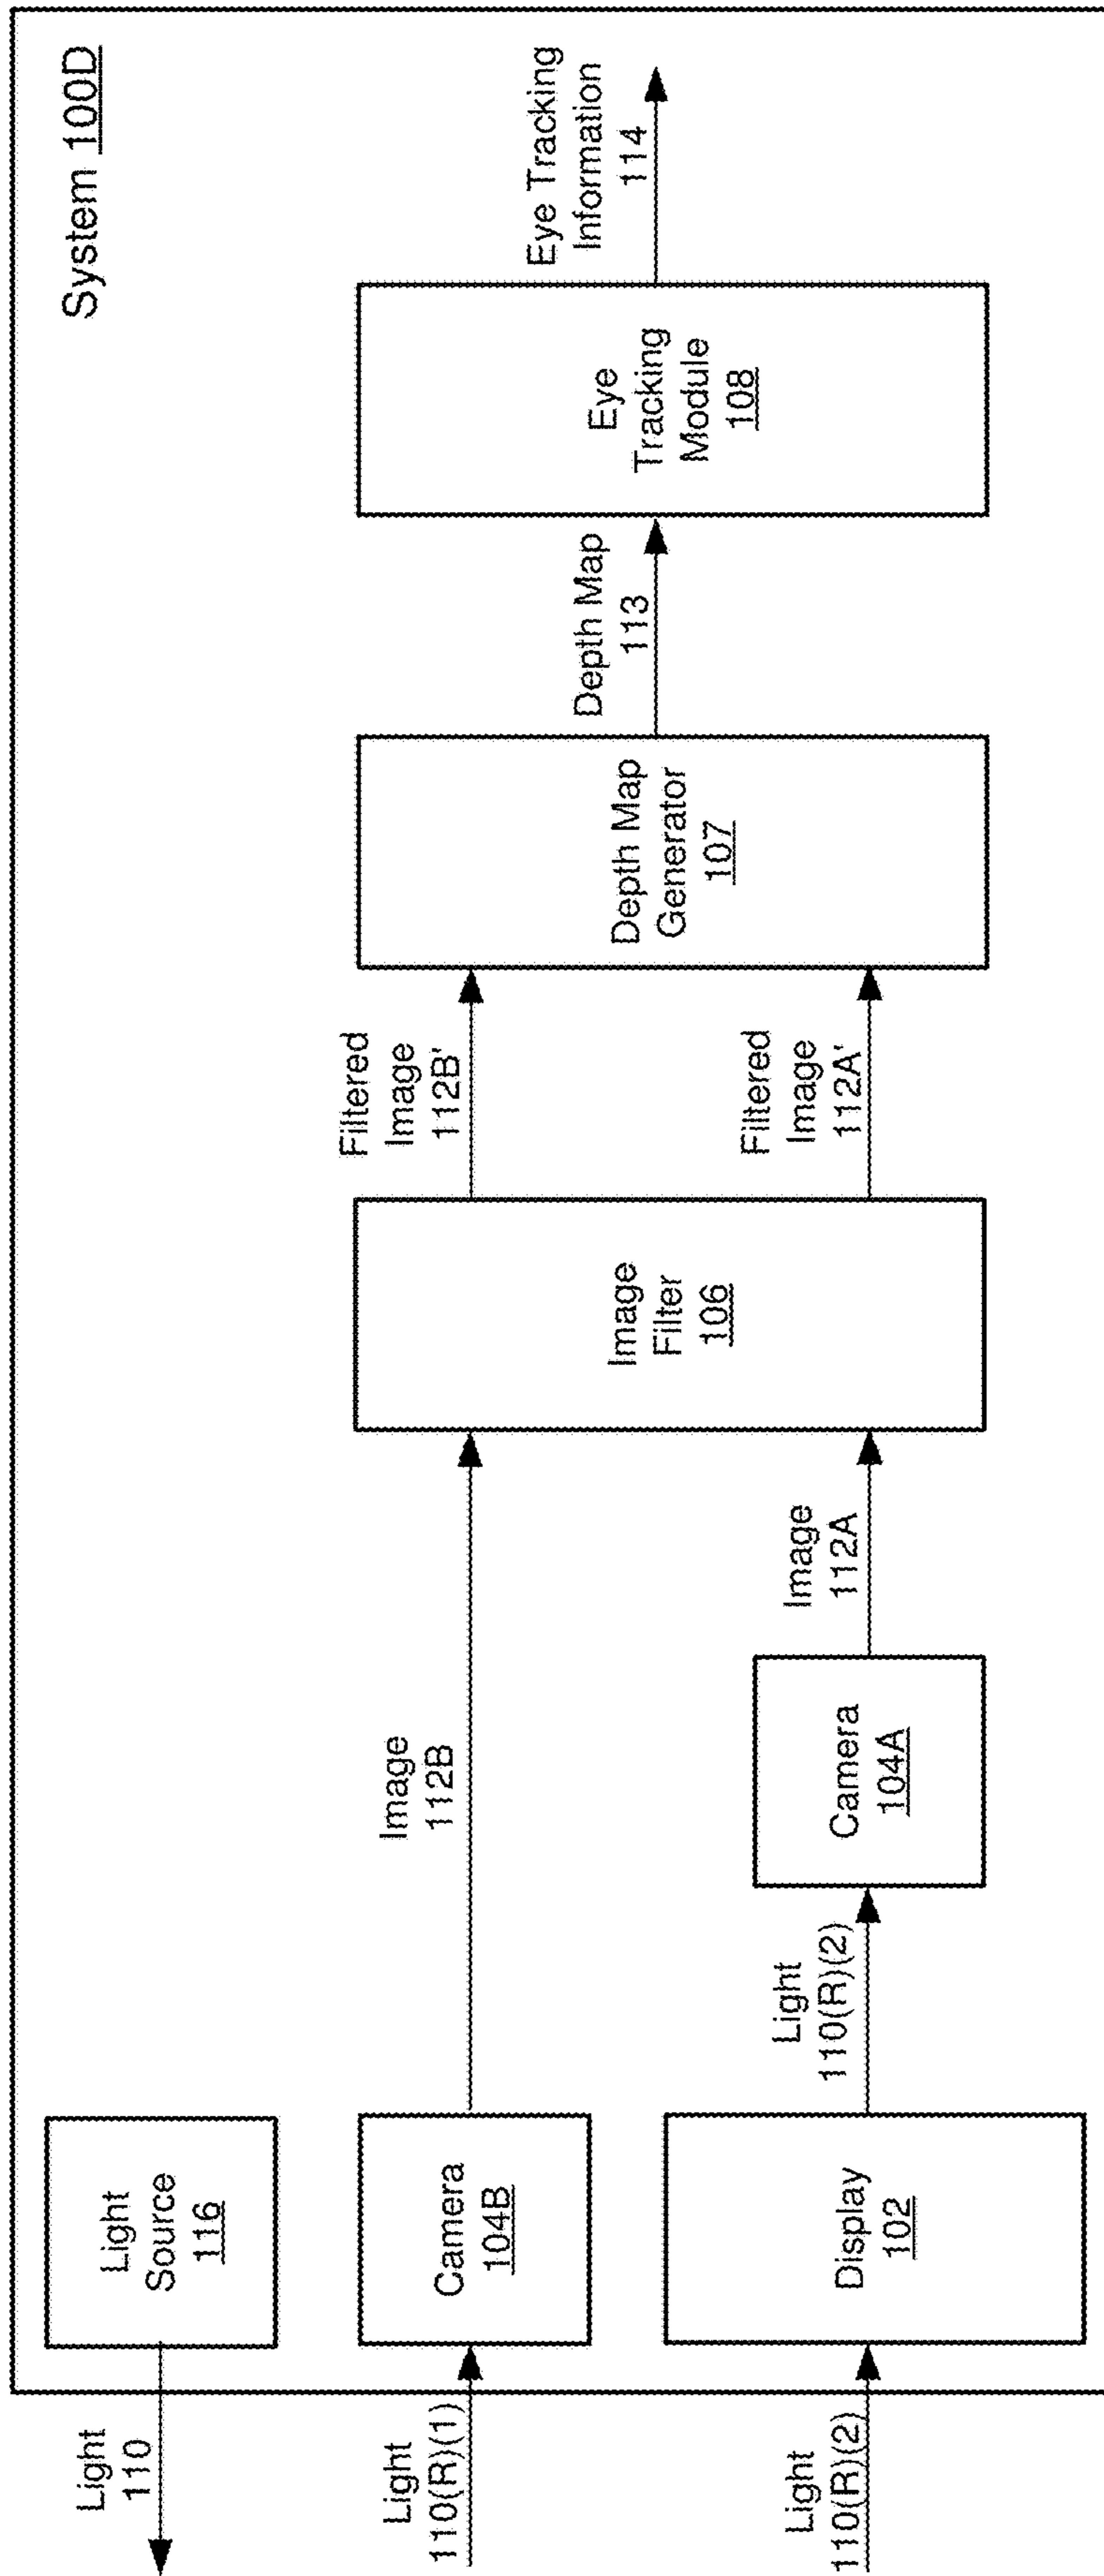 System 100D
Light
110
Light
Source
116
Light
110(R)(1)
Camera
104B
Image
112B
Light
110(R)(2)
Display
102
Light
110(R)(2)
Camera
104A
Image
112A
Image
Filter
106
Filtered
Image
112B'
Filtered
Image
112A'
Depth Map
Generator
107
Depth Map
113
Eye
Tracking
Module
108
Eye Tracking
Information
114